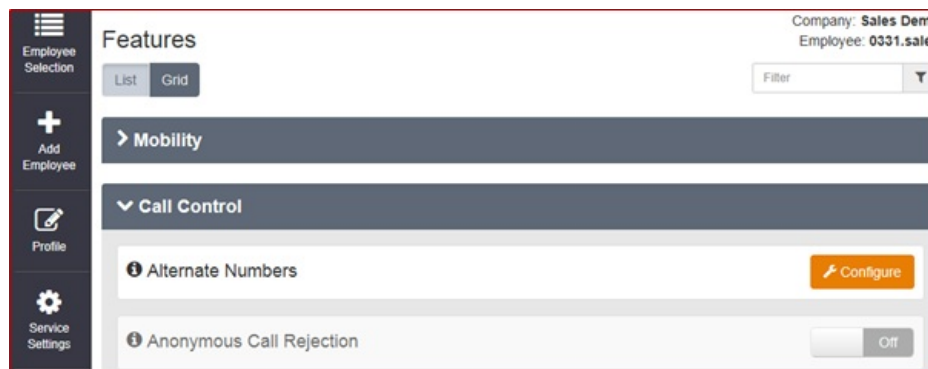 Employee
Selection
Add
Employee
Profile
Service
Settings
Features
Company: Sales Dem
Employee: 0331.sale
List
Grid
Filter
Mobility
Call Control
Alternate Numbers
Configure
Anonymous Call Rejection
Off